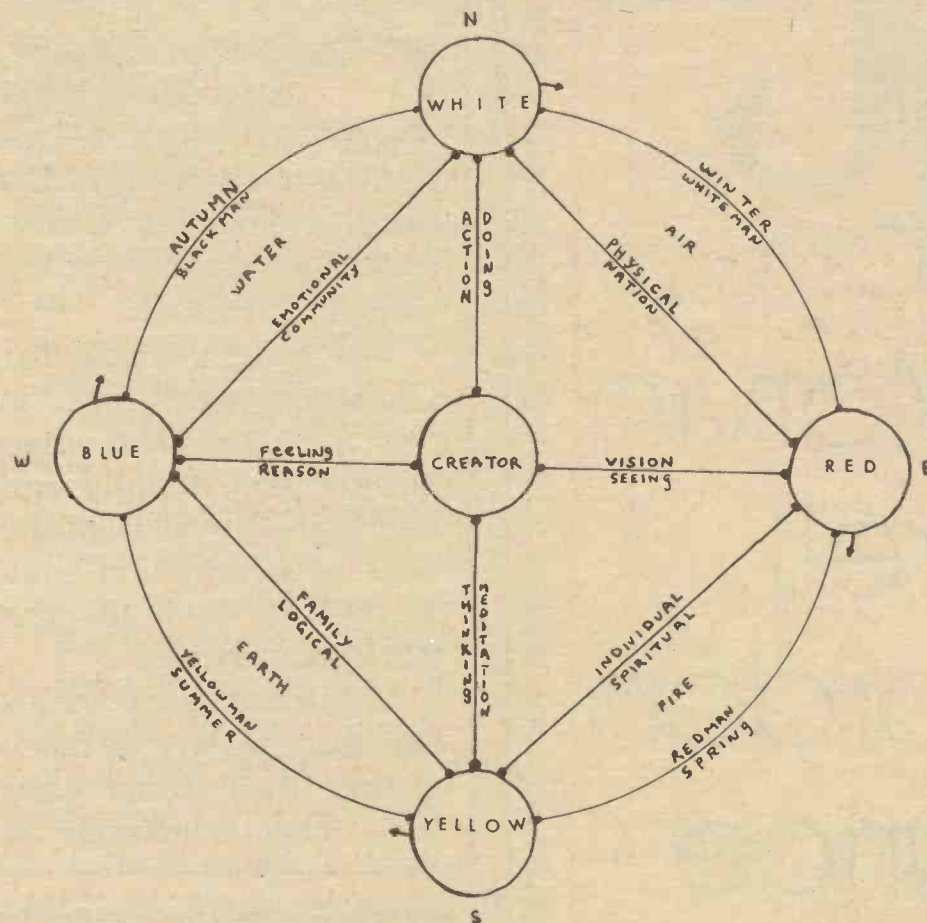 N
WHITE
AUTUMN
BLACKMAN
WATER
EMOTIONAL
COMMUNITY
ACTION
DOING
WINTER
WHITEMAN
AIR
PHYSICAL
NATION
W
BLUE
FEELINg
REASON
CREATOR
VISION
SEEINg
RED
E
FAMILY
LOGICAL
EARTH
YELLOWMAN
SUMMER
THINKINg
MEDITATION
INDIVIDUAL
SPIRITUAL
FIRE
REDMAN
SPRINg
YELLOW
S